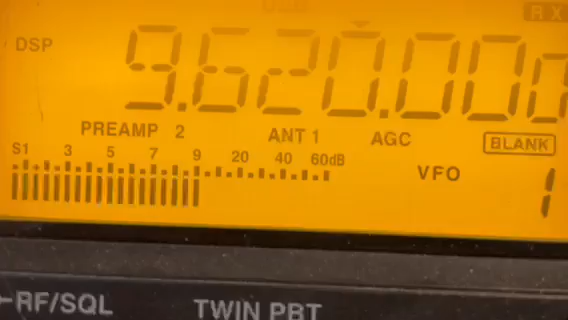 RX
DSP 9.620.000
PREAMP 2 ANT 1 AGC BLANK
S1 3 5 7 9 20 40 60dB
VFO 1
RF/SQL TWIN PBT